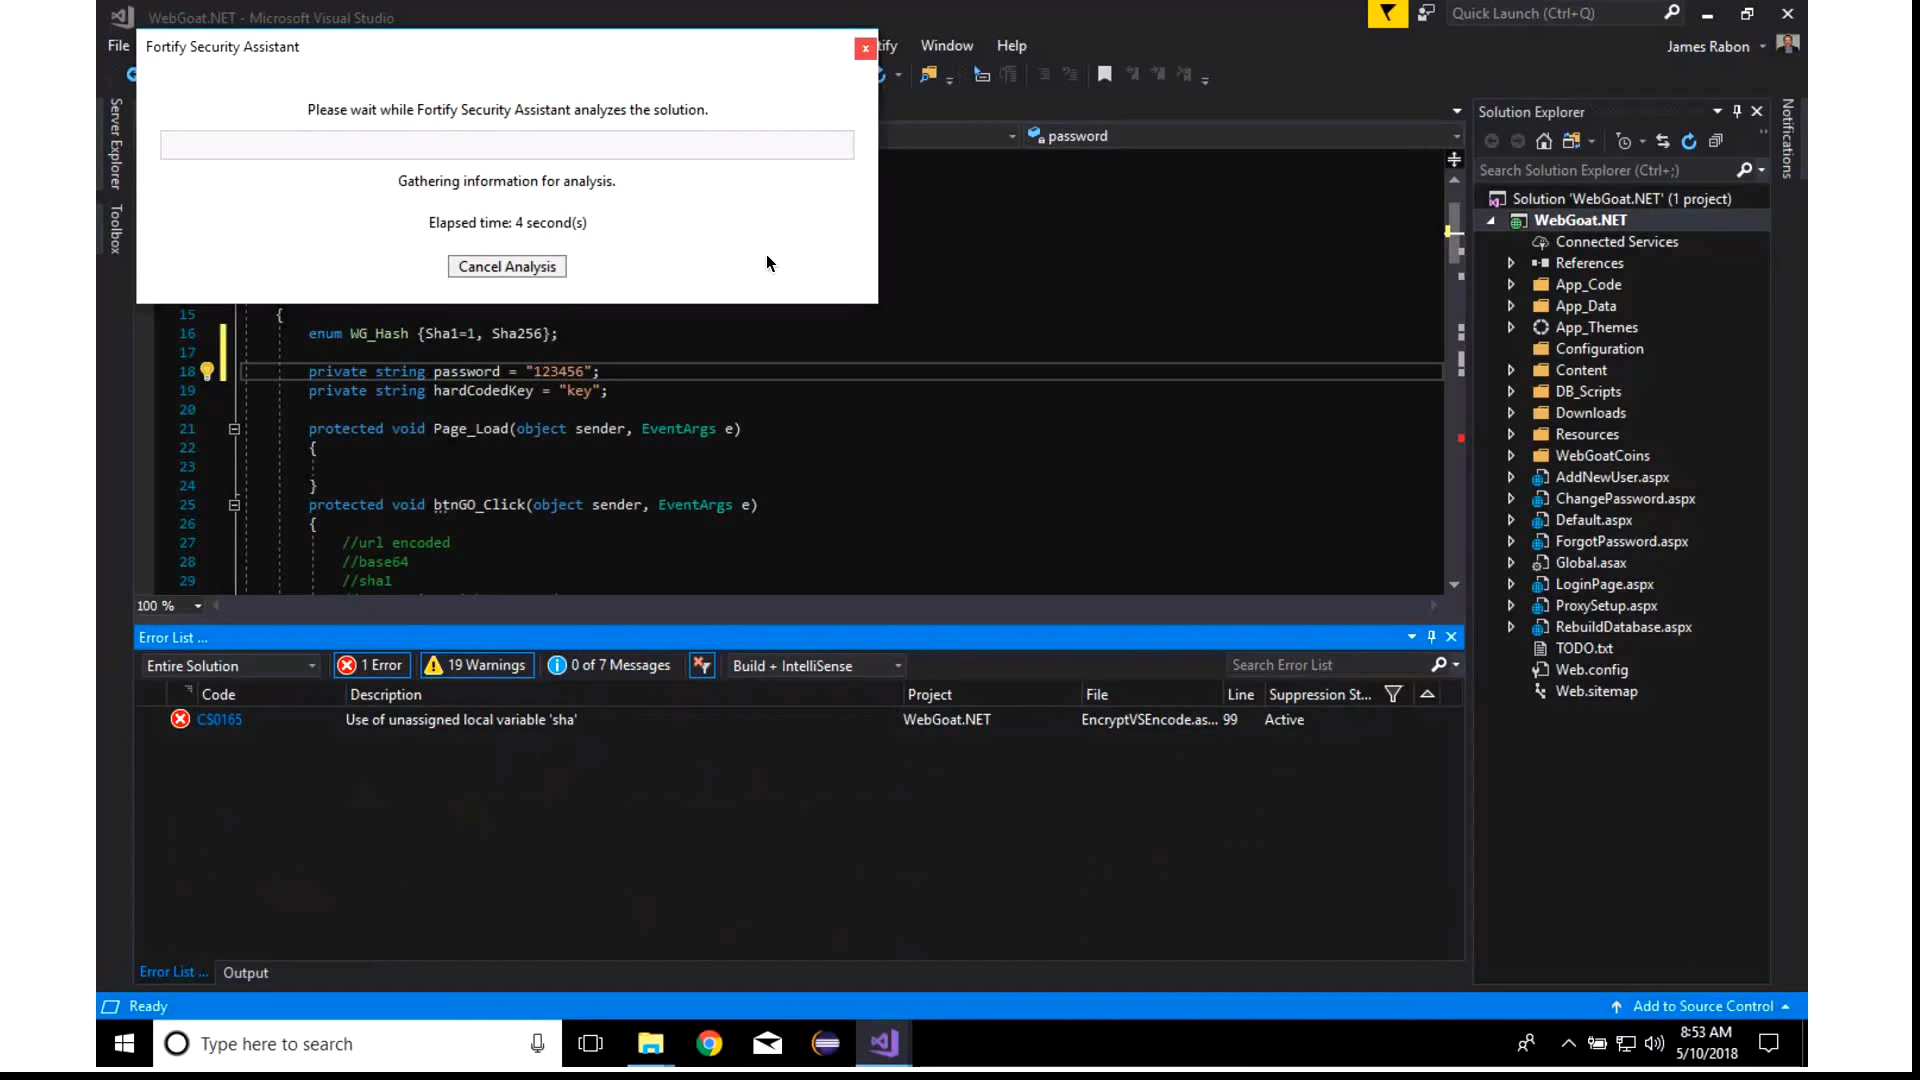 WebGoat.NET - Microsoft Visual Studio
Quick Launch (Ctrl+Q)
File
Window Help
James Rabon
Fortify Security Assistant
x
Please wait while Fortify Security Assistant analyzes the solution.
Gathering information for analysis.
Elapsed time: 4 second(s)
Cancel Analysis
Server Explorer
Toolbox
password
15 {
16 enum WG_Hash {Sha1=1, Sha256};
17
18 private string password = "123456";
19 private string hardCodedKey = "key";
20
21 protected void Page_Load(object sender, EventArgs e)
22 {
23
24 }
25 protected void btnGO_Click(object sender, EventArgs e)
26 {
27 //url encoded
28 //base64
29 //sha1
100 %
Error List ...
Entire Solution
1 Error
19 Warnings
0 of 7 Messages
Build + IntelliSense
Search Error List
Code Description Project File Line Suppression St...
CS0165 Use of unassigned local variable 'sha' WebGoat.NET EncryptVSEncode.as... 99 Active
Error List ... Output
Solution Explorer
Search Solution Explorer (Ctrl+;)
Solution 'WebGoat.NET' (1 project)
WebGoat.NET
Connected Services
References
App_Code
App_Data
App_Themes
Configuration
Content
DB_Scripts
Downloads
Resources
WebGoatCoins
AddNewUser.aspx
ChangePassword.aspx
Default.aspx
ForgotPassword.aspx
Global.asax
LoginPage.aspx
ProxySetup.aspx
RebuildDatabase.aspx
TODO.txt
Web.config
Web.sitemap
Notifications
Ready
Add to Source Control
Type here to search
8:53 AM
5/10/2018